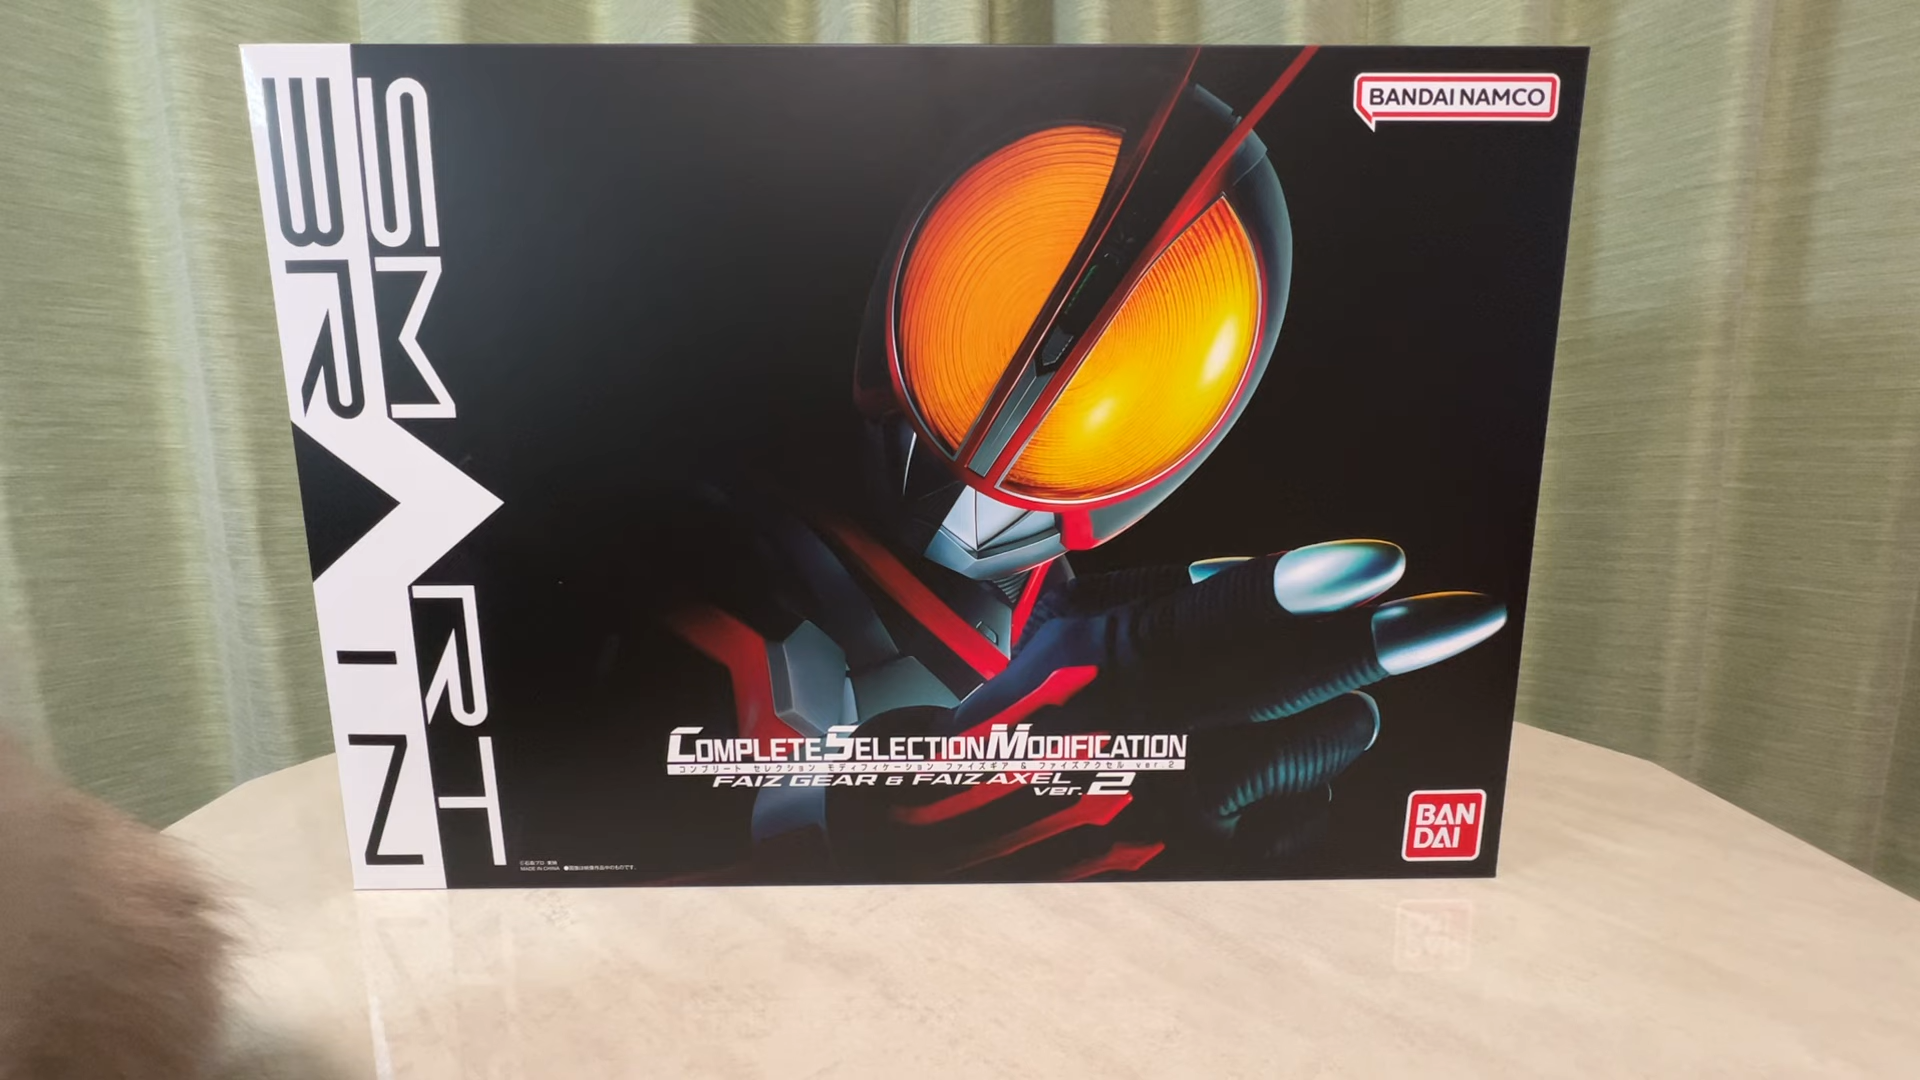 SMART
BRAIN
BANDAI NAMCO
COMPLETE SELECTION MODIFICATION
コンプリート セレクション モディフィケーション ファイズギア & ファイズアクセル ver.2
FAIZ GEAR & FAIZ AXEL
ver. 2
BAN
DAI
MADE IN CHINA